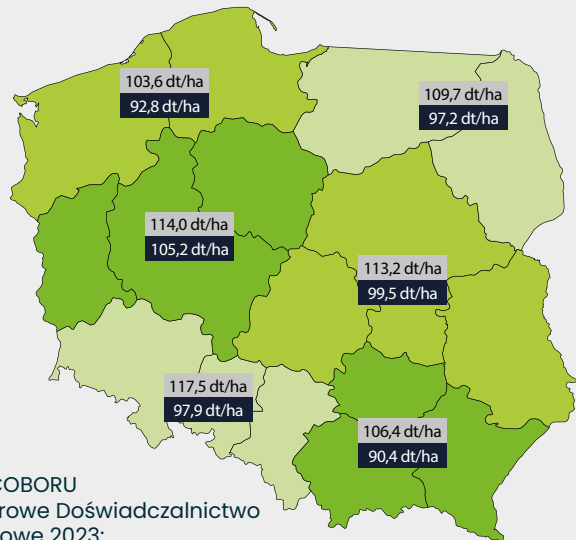 103,6 dt/ha
92,8 dt/ha
109,7 dt/ha
97,2 dt/ha
114,0 dt/ha
105,2 dt/ha
113,2 dt/ha
99,5 dt/ha
117,5 dt/ha
97,9 dt/ha
106,4 dt/ha
90,4 dt/ha
COBORU
rowe Doświadczalnictwo
owe 2023: